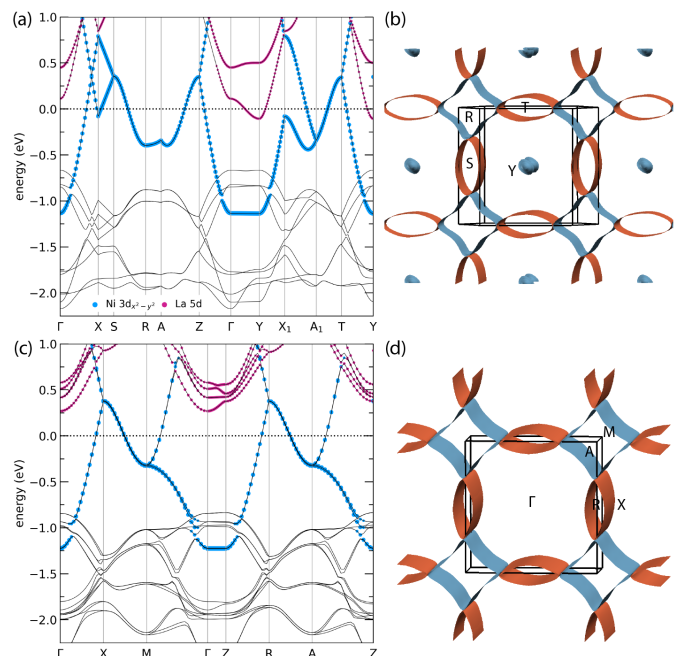 (a)
1.0
0.5
0.0
−0.5
−1.0
−1.5
−2.0
energy (eV)
Ni 3d_{x²−y²} La 5d
Γ X S R A Z Γ Y X₁ A₁ T Y
(b)
T
R
S
Y
(c)
1.0
0.5
0.0
−0.5
−1.0
−1.5
−2.0
energy (eV)
Γ X M Γ Z R A Z
(d)
M
A
Γ
R X